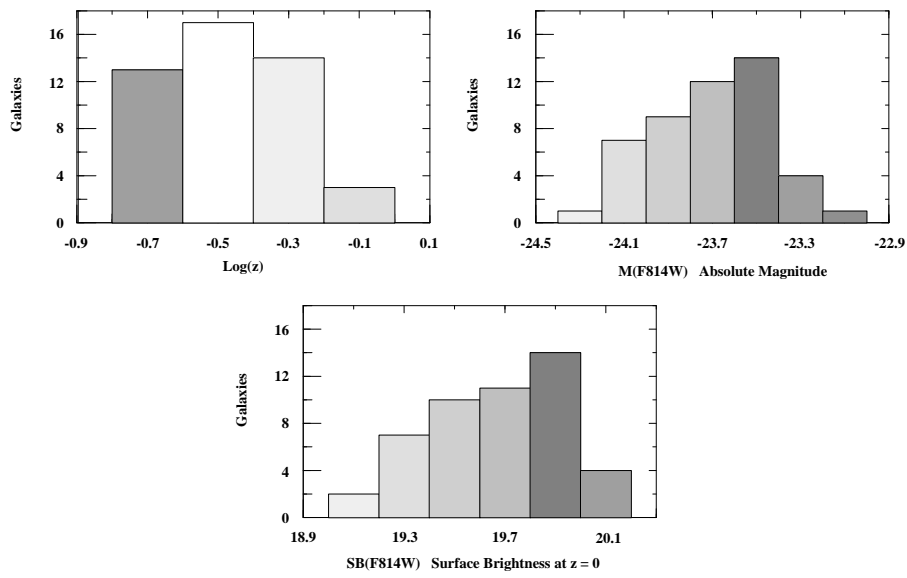 16
12
8
4
0
Galaxies
-0.9 -0.7 -0.5 -0.3 -0.1 0.1
Log(z)
16
12
8
4
0
Galaxies
-24.5 -24.1 -23.7 -23.3 -22.9
M(F814W) Absolute Magnitude
16
12
8
4
0
Galaxies
18.9 19.3 19.7 20.1
SB(F814W) Surface Brightness at z = 0